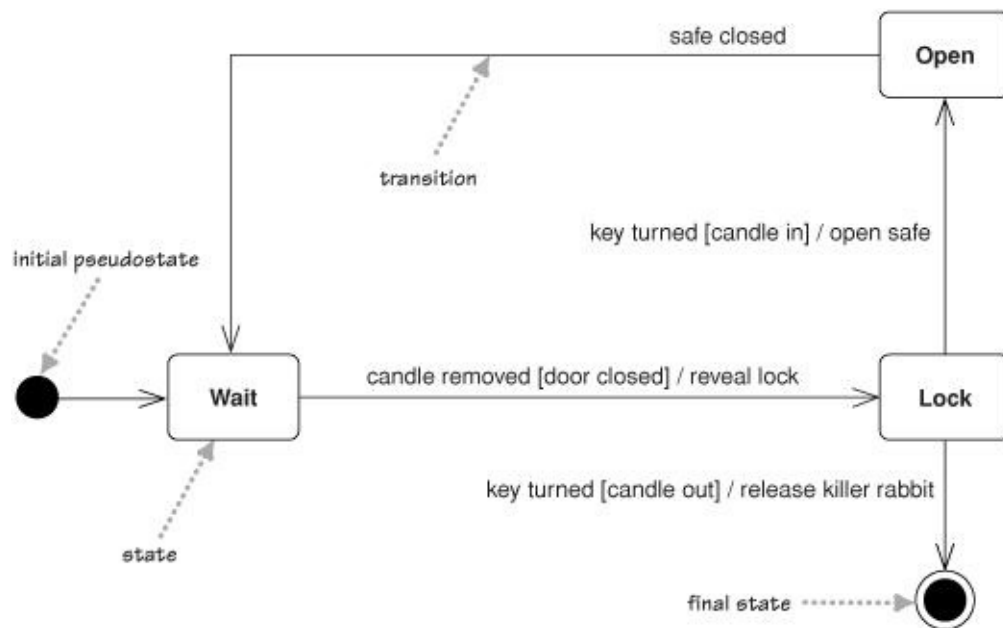 safe closed
Open
transition
key turned [candle in] / open safe
initial pseudostate
Wait
candle removed [door closed] / reveal lock
Lock
key turned [candle out] / release killer rabbit
state
final state